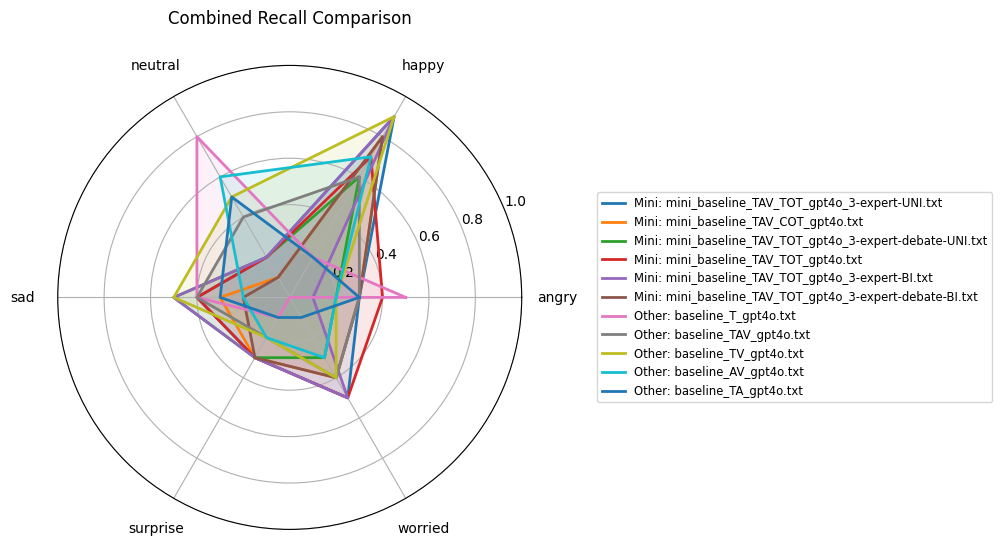 Combined Recall Comparison
neutral
happy
1.0
0.8
0.6
0.4
0.2
sad
angry
surprise
worried
Mini: mini_baseline_TAV_TOT_gpt4o_3-expert-UNI.txt
Mini: mini_baseline_TAV_COT_gpt4o.txt
Mini: mini_baseline_TAV_TOT_gpt4o_3-expert-debate-UNI.txt
Mini: mini_baseline_TAV_TOT_gpt4o.txt
Mini: mini_baseline_TAV_TOT_gpt4o_3-expert-BI.txt
Mini: mini_baseline_TAV_TOT_gpt4o_3-expert-debate-BI.txt
Other: baseline_T_gpt4o.txt
Other: baseline_TAV_gpt4o.txt
Other: baseline_TV_gpt4o.txt
Other: baseline_AV_gpt4o.txt
Other: baseline_TA_gpt4o.txt